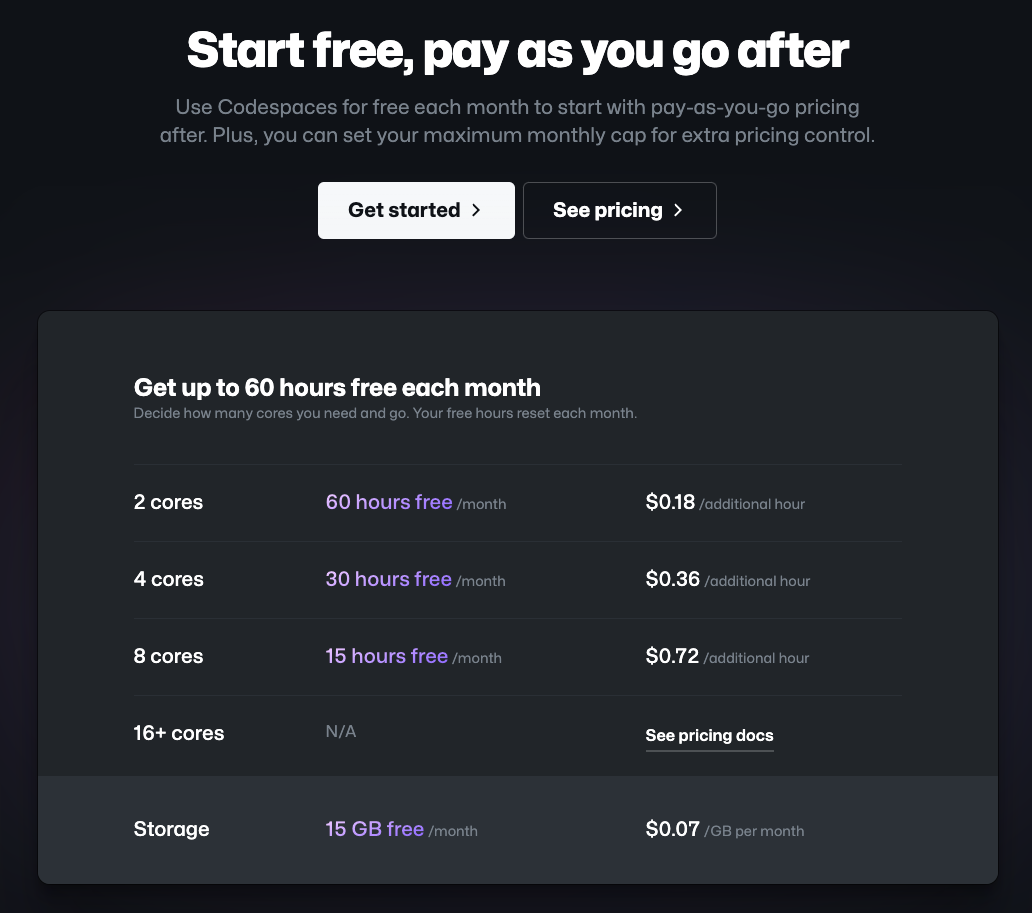 Start free, pay as you go after
Use Codespaces for free each month to start with pay-as-you-go pricing
after. Plus, you can set your maximum monthly cap for extra pricing control.
Get started
See pricing
Get up to 60 hours free each month
Decide how many cores you need and go. Your free hours reset each month.
2 cores 60 hours free /month $0.18 /additional hour
4 cores 30 hours free /month $0.36 /additional hour
8 cores 15 hours free /month $0.72 /additional hour
16+ cores N/A See pricing docs
Storage 15 GB free /month $0.07 /GB per month